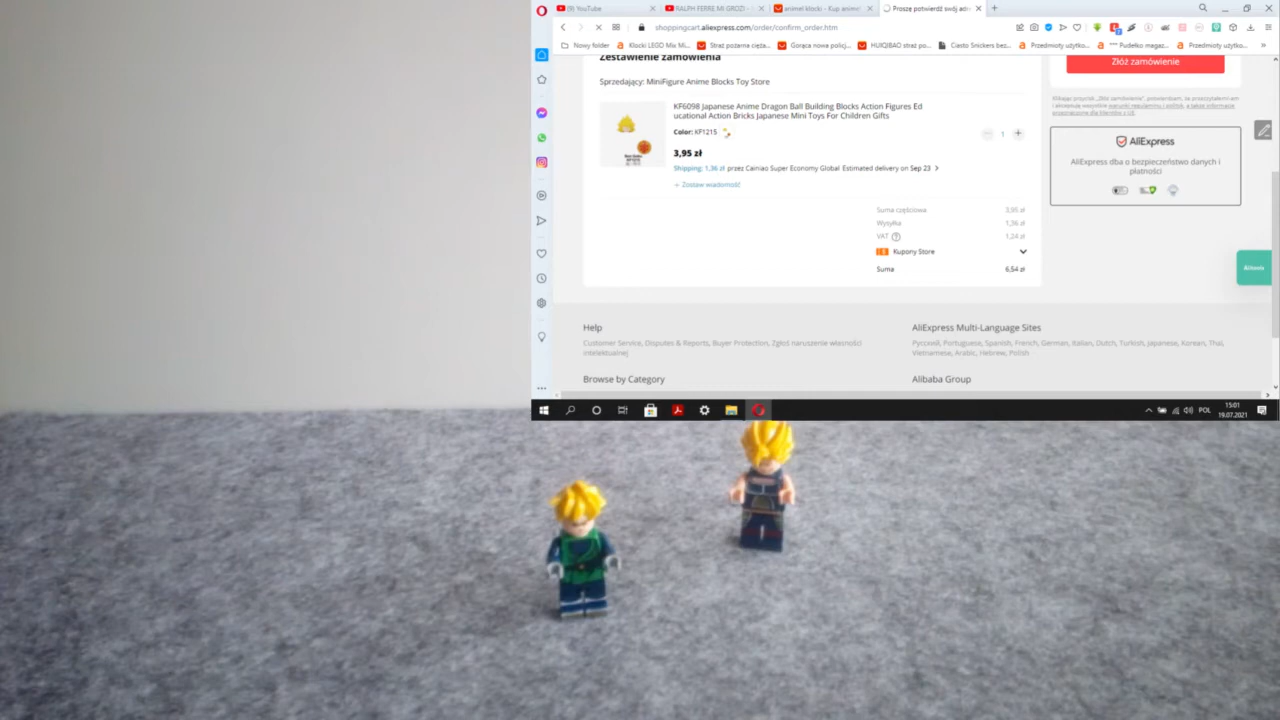 (9) YouTube
RALPH FERRE MI GROZI -
animel klocki - Kup animel
Proszę potwierdź swój adr
shoppingcart.aliexpress.com/order/confirm_order.htm
Nowy folder
Klocki LEGO Mix Mi...
Straż pożarna cięża...
Gorąca nowa policj...
HUIQIBAO straż po...
Ciasto Snickers bez...
Przedmioty użytko...
*** Pudełko magaz...
Przedmioty użytko...
Zestawienie zamówienia
Sprzedający: MiniFigure Anime Blocks Toy Store
KF6098 Japanese Anime Dragon Ball Building Blocks Action Figures Ed
ucational Action Bricks Japanese Mini Toys For Children Gifts
Color: KF1215
3,95 zł
Shipping: 1,36 zł przez Cainiao Super Economy Global Estimated delivery on Sep 23
+ Zostaw wiadomość
1
Suma częściowa 3,95 zł
Wysyłka 1,36 zł
VAT 1,24 zł
Kupony Store
Suma 6,54 zł
Złóż zamówienie
AliExpress
AliExpress dba o bezpieczeństwo danych i
płatności
Help
Customer Service, Disputes & Reports, Buyer Protection, Zgłoś naruszenie własności
intelektualnej
AliExpress Multi-Language Sites
Русский, Portuguese, Spanish, French, German, Italian, Dutch, Turkish, Japanese, Korean, Thai,
Vietnamese, Arabic, Hebrew, Polish
Browse by Category
Alibaba Group
POL
15:01
19.07.2021